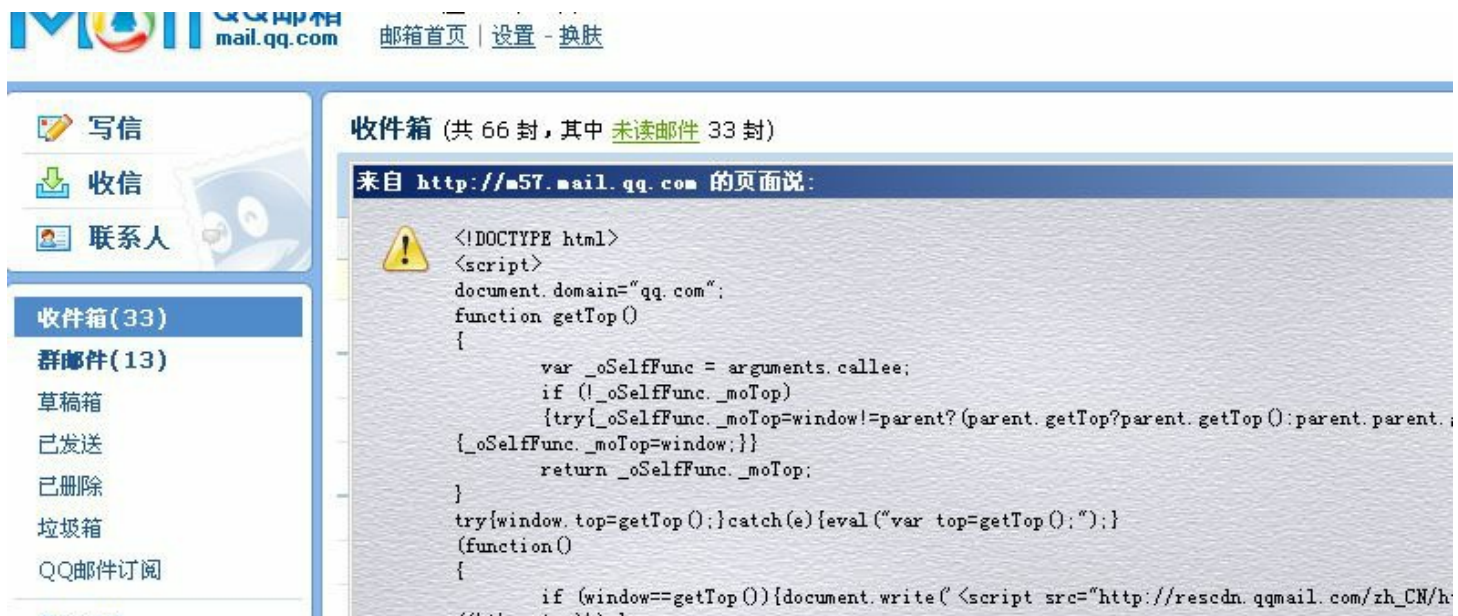 QQ邮箱
mail.qq.com
邮箱首页 | 设置 - 换肤
写信
收信
联系人
收件箱(33)
群邮件(13)
草稿箱
已发送
已删除
垃圾箱
QQ邮件订阅
收件箱 (共 66 封，其中 未读邮件 33 封)
来自 http://m57.mail.qq.com 的页面说:
<!DOCTYPE html>
<script>
document.domain="qq.com";
function getTop()
{
var _oSelfFunc = arguments.callee;
if (!_oSelfFunc._moTop)
{try{_oSelfFunc._moTop=window!=parent?(parent.getTop?parent.getTop():parent.parent.
{_oSelfFunc._moTop=window;}}
return _oSelfFunc._moTop;
}
try{window.top=getTop();}catch(e){eval("var top=getTop();");}
(function()
{
if (window==getTop()){document.write('<script src="http://rescdn.qqmail.com/zh_CN/h